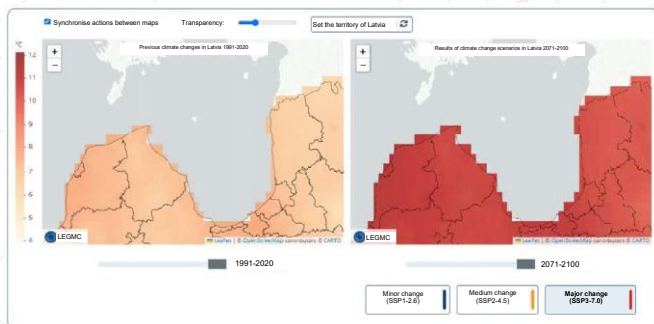 Synchronise actions between maps
Transparency:
Set the territory of Latvia
°C
12
11
10
9
8
7
6
5
4
+
−
Previous climate changes in Latvia 1991-2020
LEGMC
Leaflet | © OpenStreetMap contributors © CARTO
+
−
Results of climate change scenarios in Latvia 2071-2100
LEGMC
Leaflet | © OpenStreetMap contributors © CARTO
1991-2020
2071-2100
Minor change
(SSP1-2.6)
Medium change
(SSP2-4.5)
Major change
(SSP3-7.0)